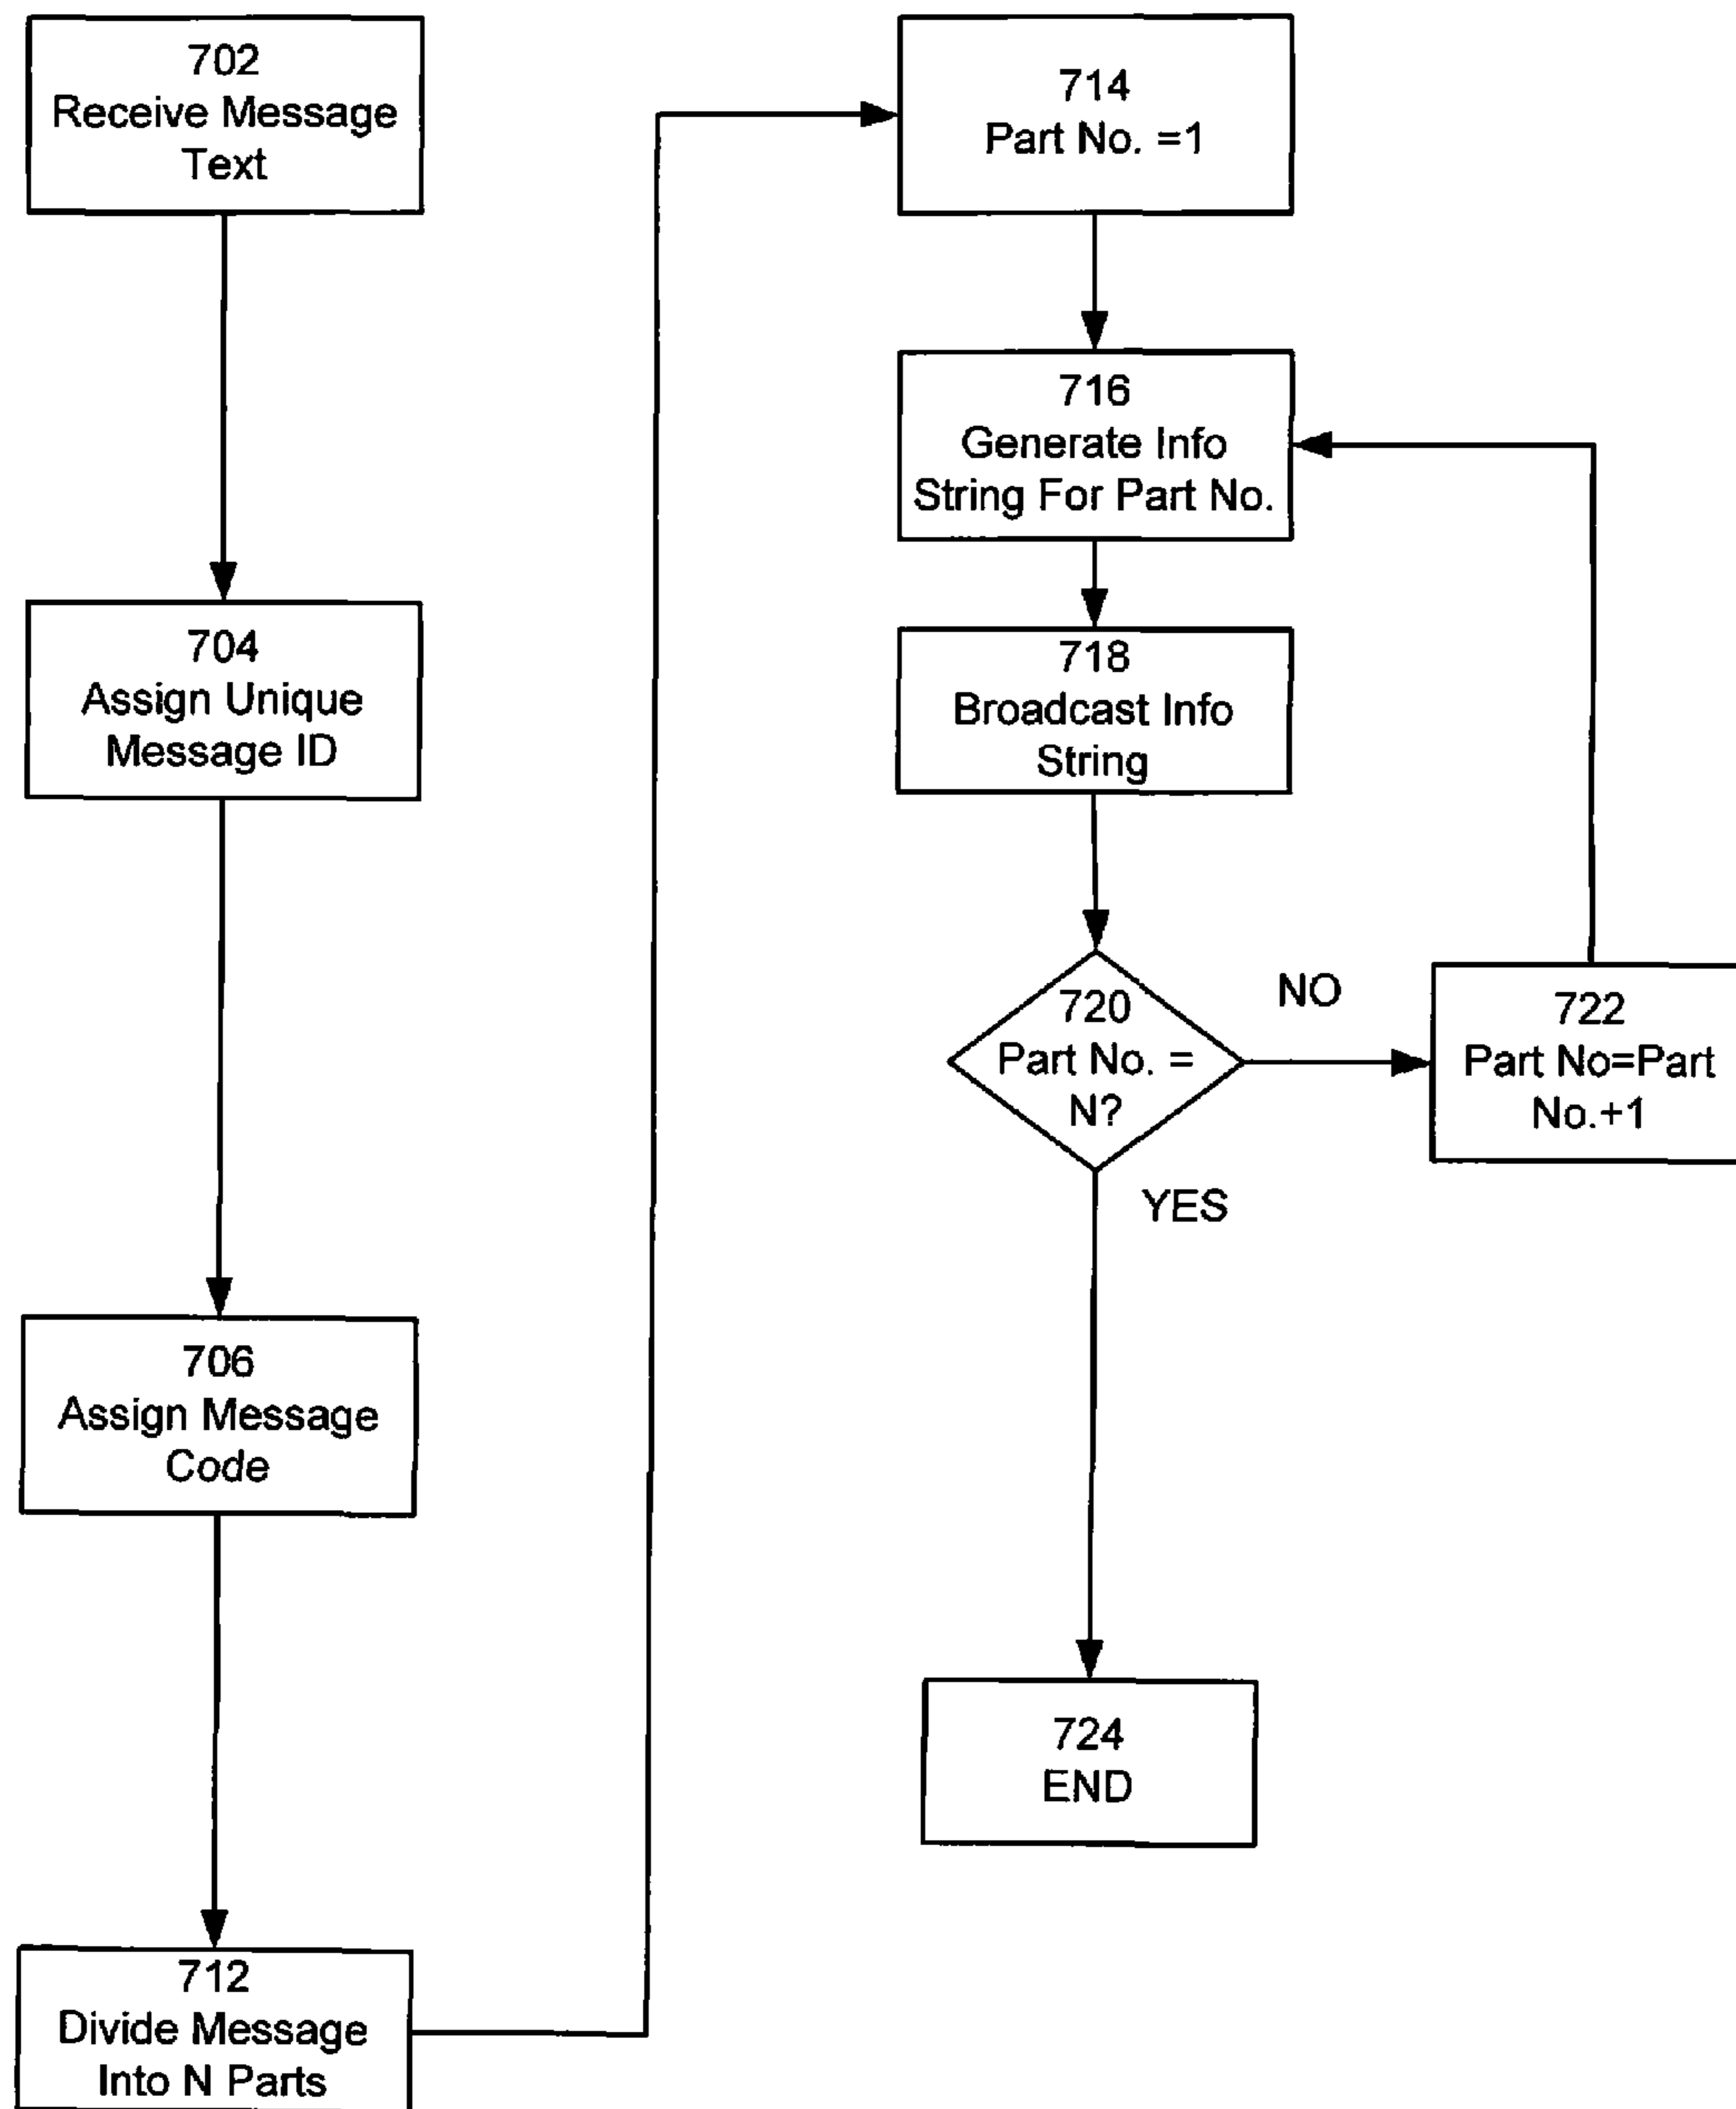 702
Receive Message
Text
704
Assign Unique
Message ID
706
Assign Message
Code
712
Divide Message
Into N Parts
714
Part No. =1
716
Generate Info
String For Part No.
718
Broadcast Info
String
720
Part No. =
N?
NO
YES
722
Part No=Part
No.+1
724
END